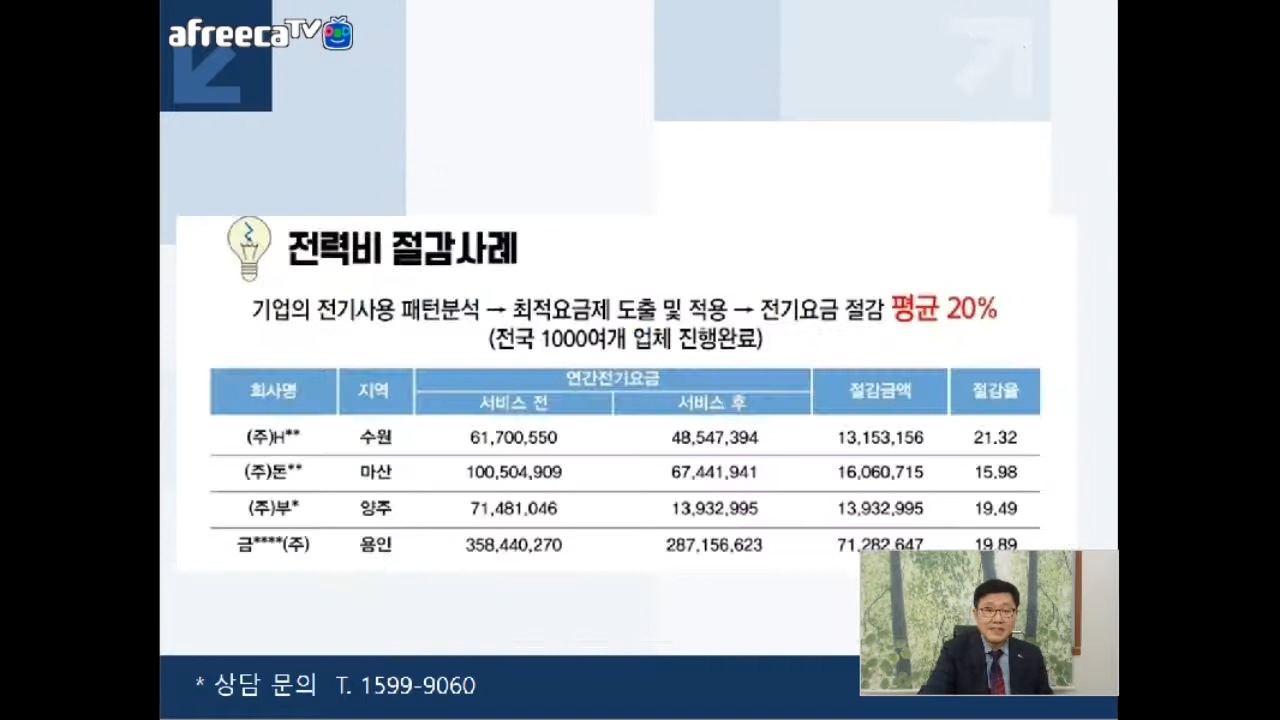 afreecaTV
전력비 절감사례
기업의 전기사용 패턴분석 → 최적요금제 도출 및 적용 → 전기요금 절감 평균 20%
(전국 1000여개 업체 진행완료)
회사명 지역 연간전기요금 절감금액 절감율
서비스 전 서비스 후
(주)H** 수원 61,700,550 48,547,394 13,153,156 21.32
(주)돈** 마산 100,504,909 67,441,941 16,060,715 15.98
(주)부* 양주 71,481,046 13,932,995 13,932,995 19.49
금****(주) 용인 358,440,270 287,156,623 71,282,647 19.89
* 상담 문의 T. 1599-9060